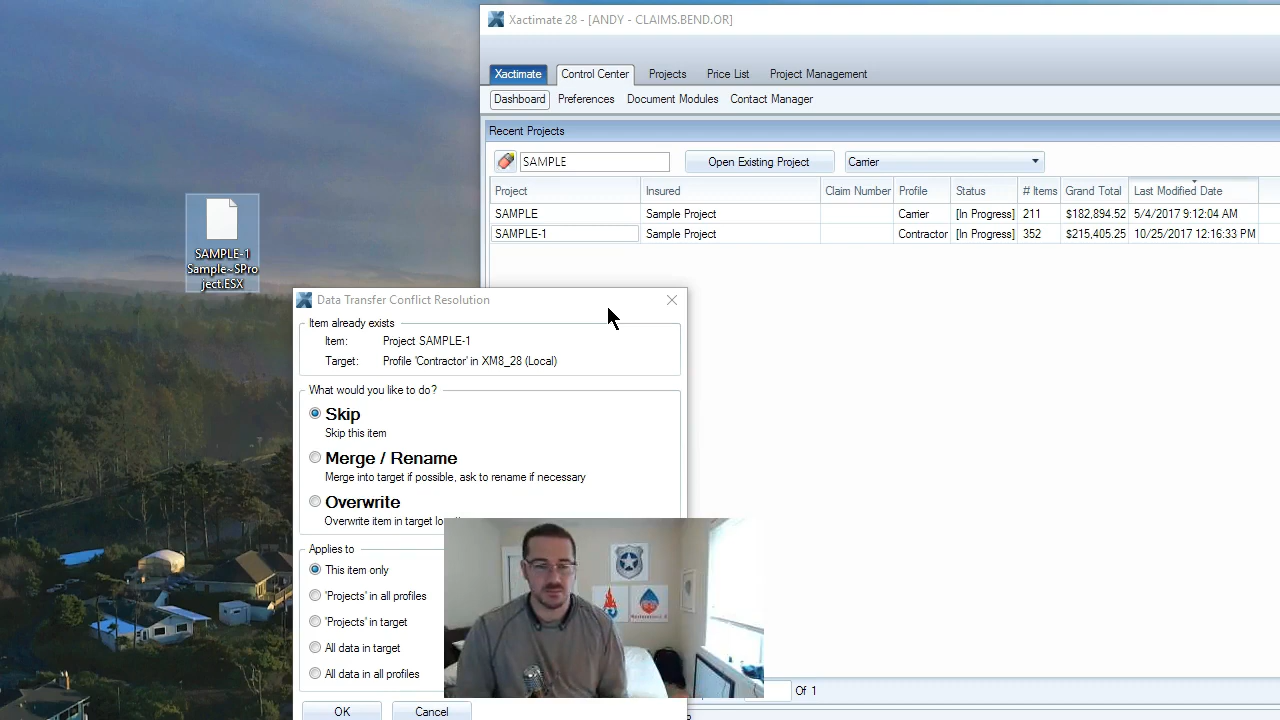 Xactimate 28 - [ANDY - CLAIMS.BEND.OR]
Xactimate Control Center Projects Price List Project Management
Dashboard Preferences Document Modules Contact Manager
Recent Projects
SAMPLE Open Existing Project Carrier
Project Insured Claim Number Profile Status # Items Grand Total Last Modified Date
SAMPLE Sample Project Carrier [In Progress] 211 $182,894.52 5/4/2017 9:12:04 AM
SAMPLE-1 Sample Project Contractor [In Progress] 352 $215,405.25 10/25/2017 12:16:33 PM
SAMPLE-1
Sample~SPro
ject.ESX
Data Transfer Conflict Resolution
Item already exists
Item: Project SAMPLE-1
Target: Profile 'Contractor' in XM8_28 (Local)
What would you like to do?
Skip
Skip this item
Merge / Rename
Merge into target if possible, ask to rename if necessary
Overwrite
Overwrite item in target
Applies to
This item only
'Projects' in all profiles
'Projects' in target
All data in target
All data in all profiles
OK Cancel
Of 1